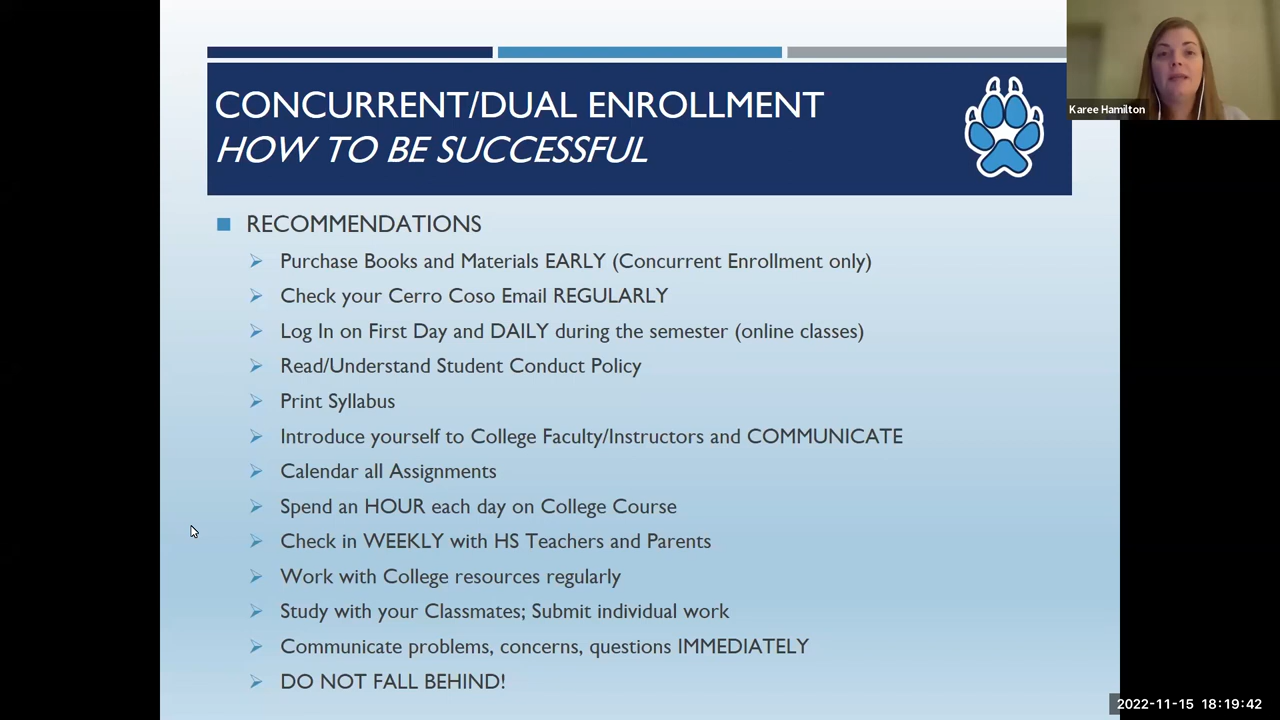 CONCURRENT/DUAL ENROLLMENT
HOW TO BE SUCCESSFUL
Karee Hamilton
RECOMMENDATIONS
Purchase Books and Materials EARLY (Concurrent Enrollment only)
Check your Cerro Coso Email REGULARLY
Log In on First Day and DAILY during the semester (online classes)
Read/Understand Student Conduct Policy
Print Syllabus
Introduce yourself to College Faculty/Instructors and COMMUNICATE
Calendar all Assignments
Spend an HOUR each day on College Course
Check in WEEKLY with HS Teachers and Parents
Work with College resources regularly
Study with your Classmates; Submit individual work
Communicate problems, concerns, questions IMMEDIATELY
DO NOT FALL BEHIND!
2022-11-15 18:19:42